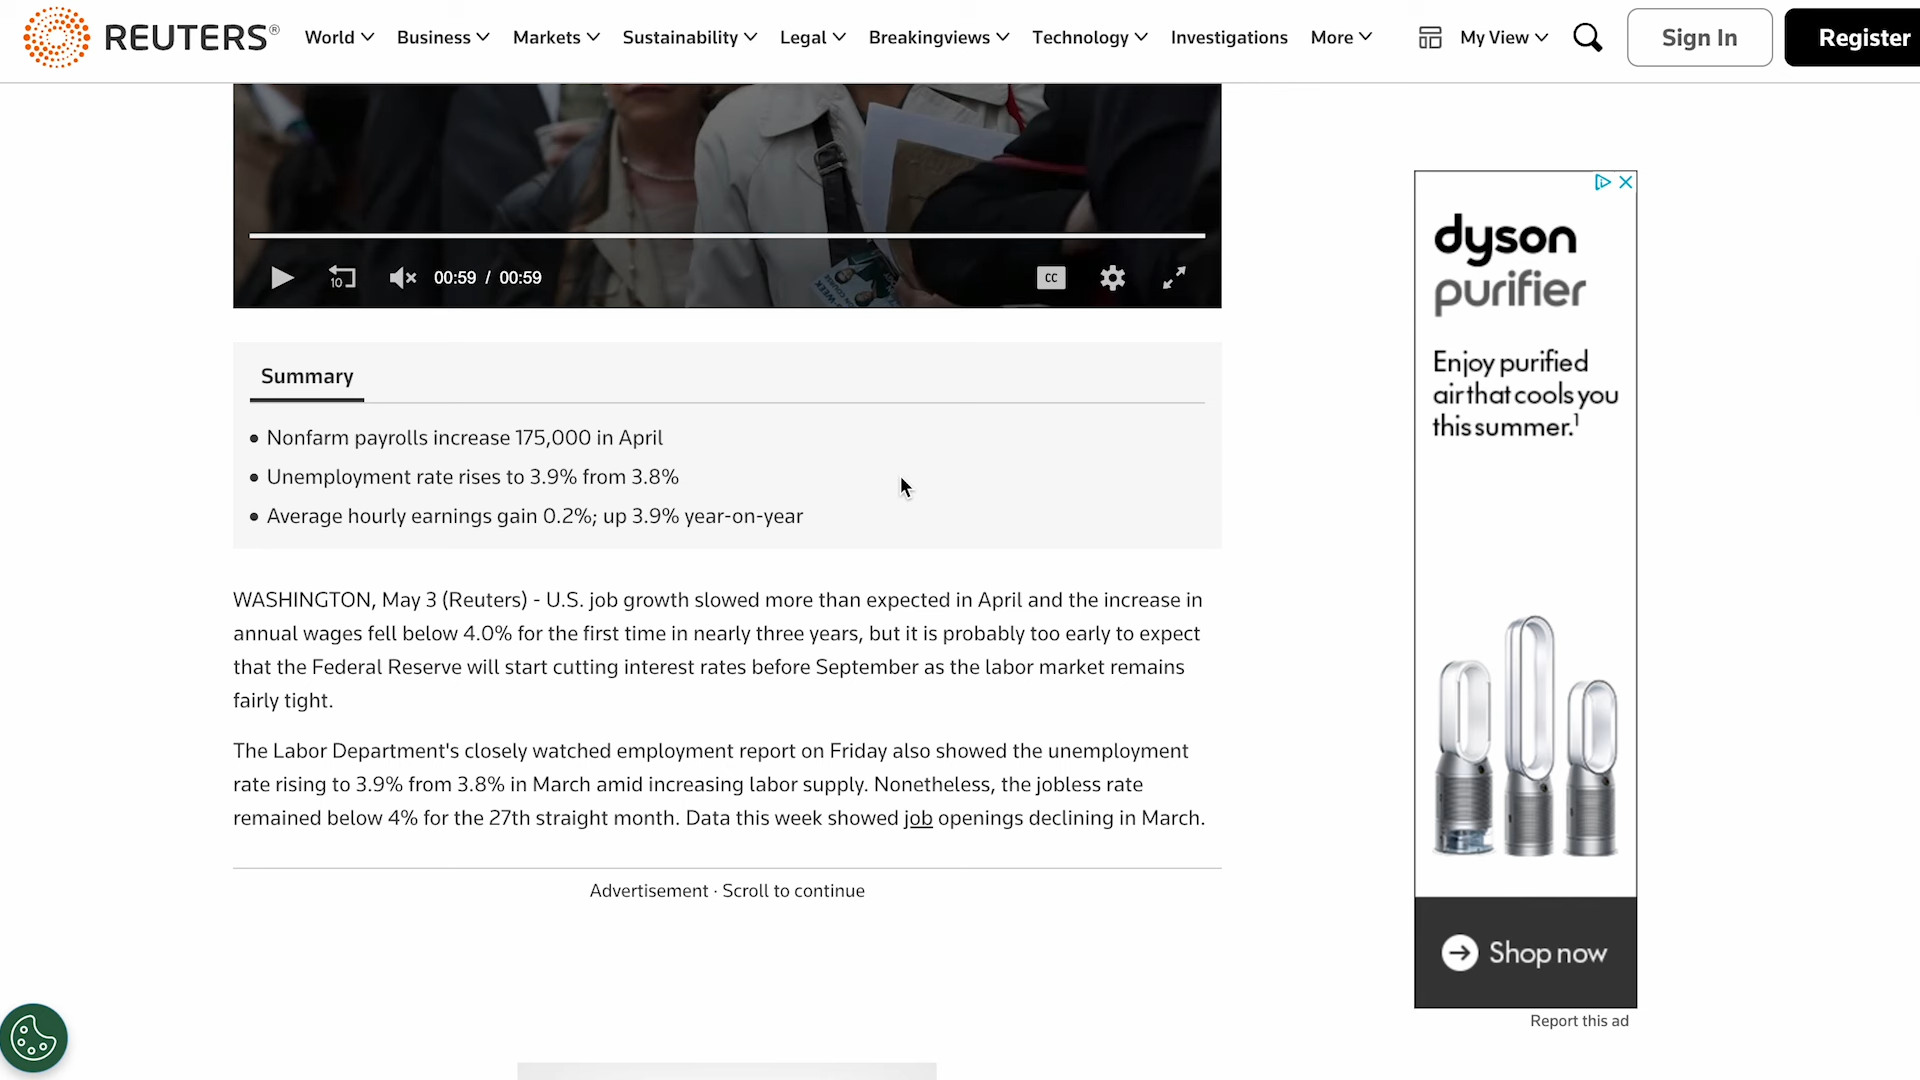 REUTERS®
World
Business
Markets
Sustainability
Legal
Breakingviews
Technology
Investigations
More
My View
Sign In
Register
10
00:59 / 00:59
CC
Summary
• Nonfarm payrolls increase 175,000 in April
• Unemployment rate rises to 3.9% from 3.8%
• Average hourly earnings gain 0.2%; up 3.9% year-on-year
WASHINGTON, May 3 (Reuters) - U.S. job growth slowed more than expected in April and the increase in
annual wages fell below 4.0% for the first time in nearly three years, but it is probably too early to expect
that the Federal Reserve will start cutting interest rates before September as the labor market remains
fairly tight.
The Labor Department's closely watched employment report on Friday also showed the unemployment
rate rising to 3.9% from 3.8% in March amid increasing labor supply. Nonetheless, the jobless rate
remained below 4% for the 27th straight month. Data this week showed job openings declining in March.
Advertisement · Scroll to continue
dyson
purifier
Enjoy purified
air that cools you
this summer.¹
Shop now
Report this ad